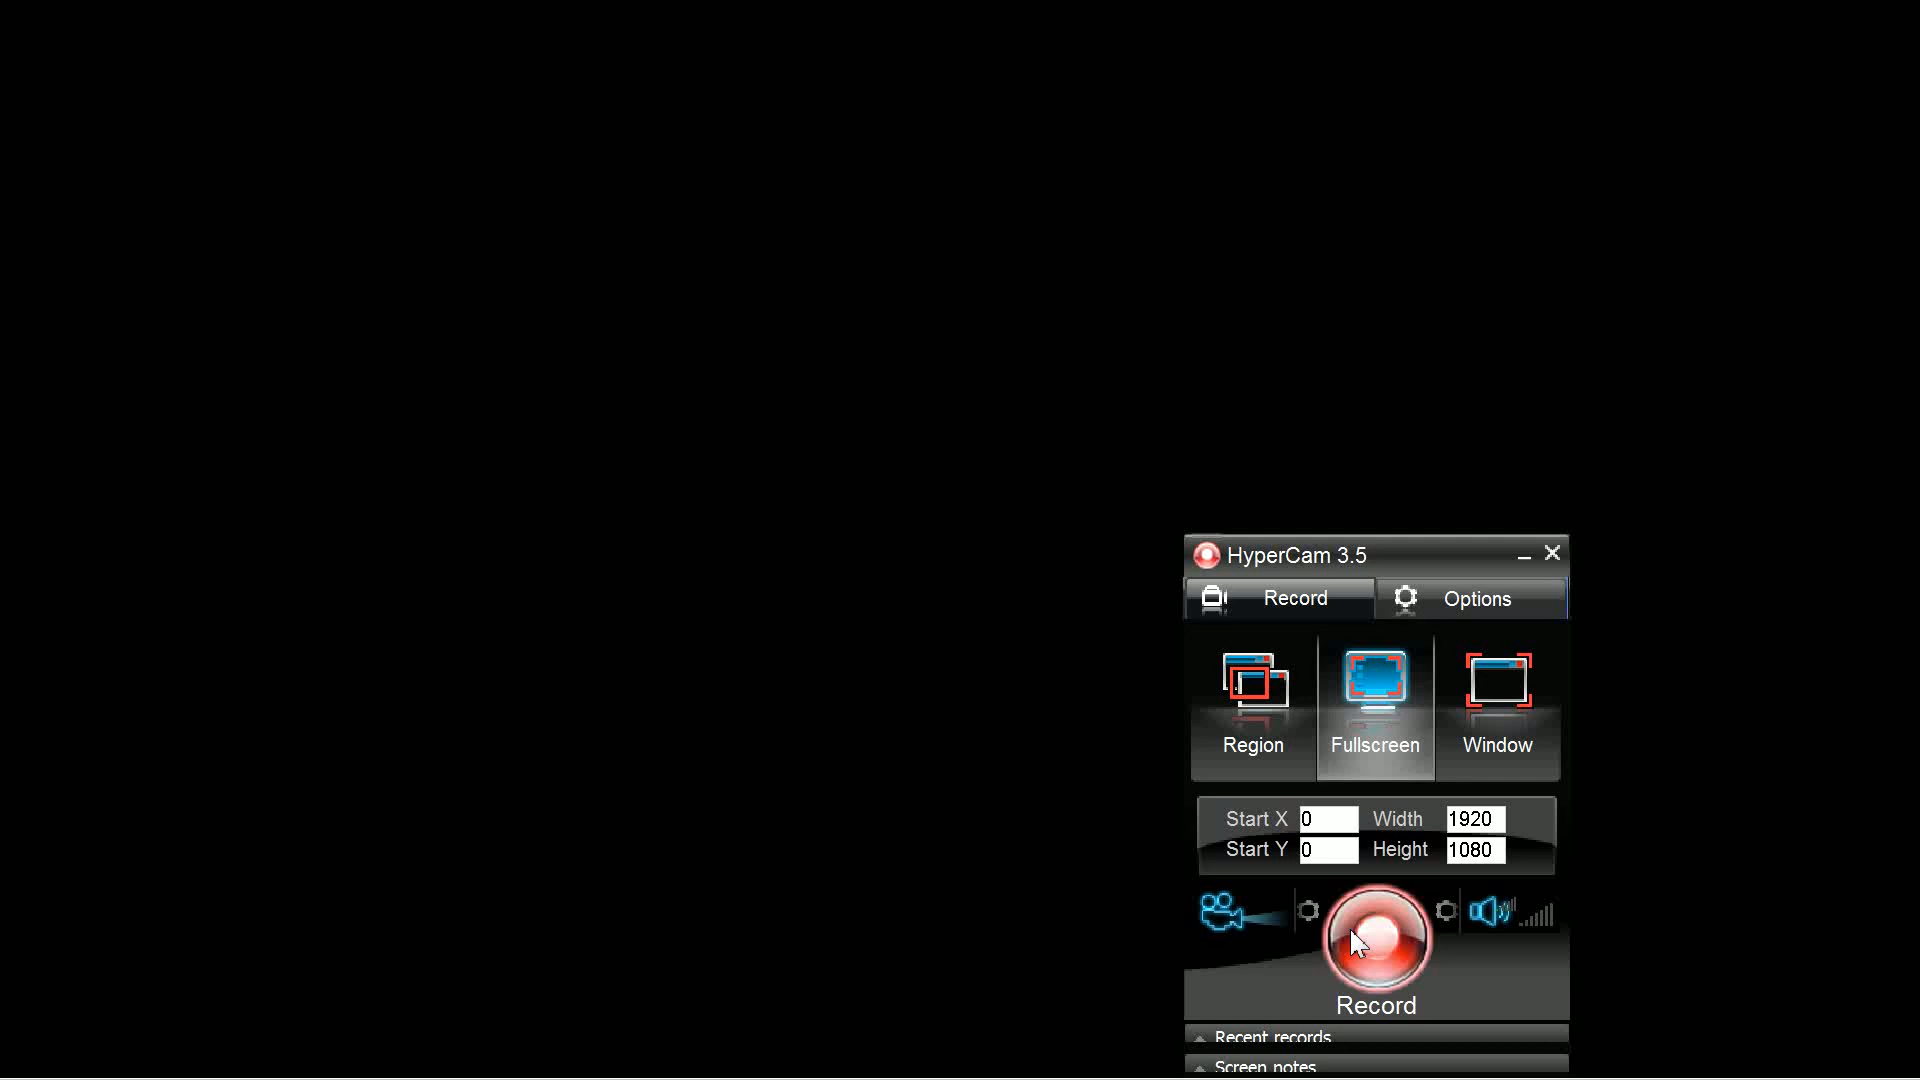 HyperCam 3.5
Record Options
Region Fullscreen Window
Start X 0 Width 1920
Start Y 0 Height 1080
Record
Recent records
Screen notes